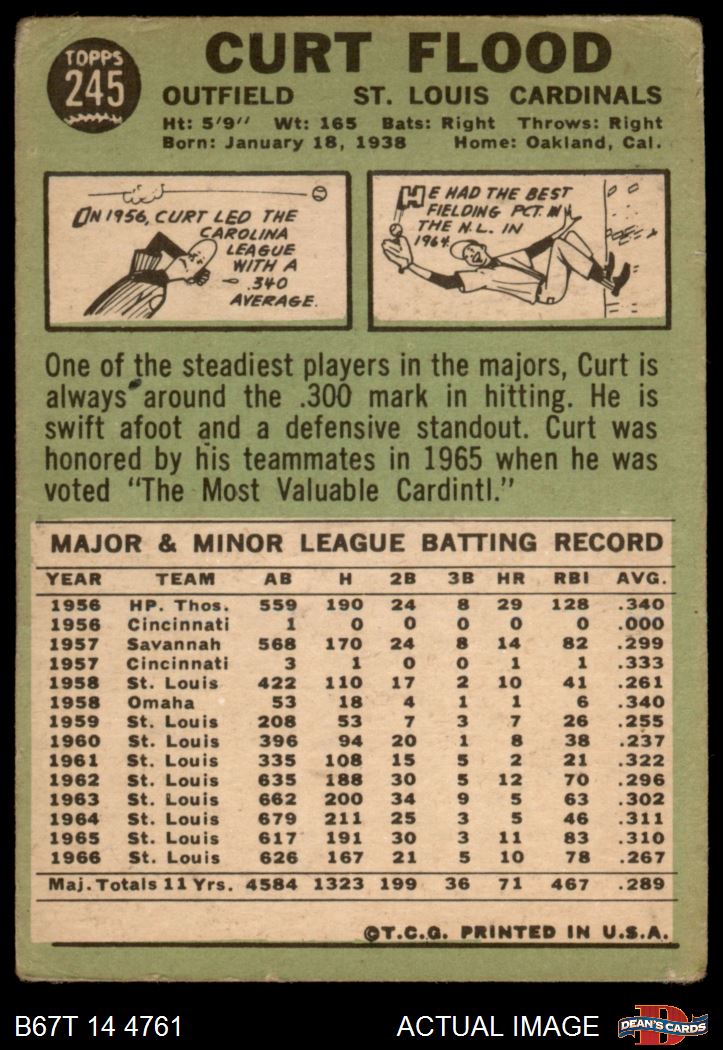 TOPPS
245
CURT FLOOD
OUTFIELD ST. LOUIS CARDINALS
Ht: 5'9'' Wt: 165 Bats: Right Throws: Right
Born: January 18, 1938 Home: Oakland, Cal.
IN 1956, CURT LED THE
CAROLINA
LEAGUE
WITH A
.340
AVERAGE.
HE HAD THE BEST
FIELDING PCT. IN
THE N.L. IN
1964.
One of the steadiest players in the majors, Curt is
always around the .300 mark in hitting. He is
swift afoot and a defensive standout. Curt was
honored by his teammates in 1965 when he was
voted "The Most Valuable Cardintl."
MAJOR & MINOR LEAGUE BATTING RECORD
YEAR TEAM AB H 2B 3B HR RBI AVG.
1956 HP. Thos. 559 190 24 8 29 128 .340
1956 Cincinnati 1 0 0 0 0 0 .000
1957 Savannah 568 170 24 8 14 82 .299
1957 Cincinnati 3 1 0 0 1 1 .333
1958 St. Louis 422 110 17 2 10 41 .261
1958 Omaha 53 18 4 1 1 6 .340
1959 St. Louis 208 53 7 3 7 26 .255
1960 St. Louis 396 94 20 1 8 38 .237
1961 St. Louis 335 108 15 5 2 21 .322
1962 St. Louis 635 188 30 5 12 70 .296
1963 St. Louis 662 200 34 9 5 63 .302
1964 St. Louis 679 211 25 3 5 46 .311
1965 St. Louis 617 191 30 3 11 83 .310
1966 St. Louis 626 167 21 5 10 78 .267
Maj. Totals 11 Yrs. 4584 1323 199 36 71 467 .289
©T.C.G. PRINTED IN U.S.A.
B67T 14 4761 ACTUAL IMAGE
DEAN'S CARDS